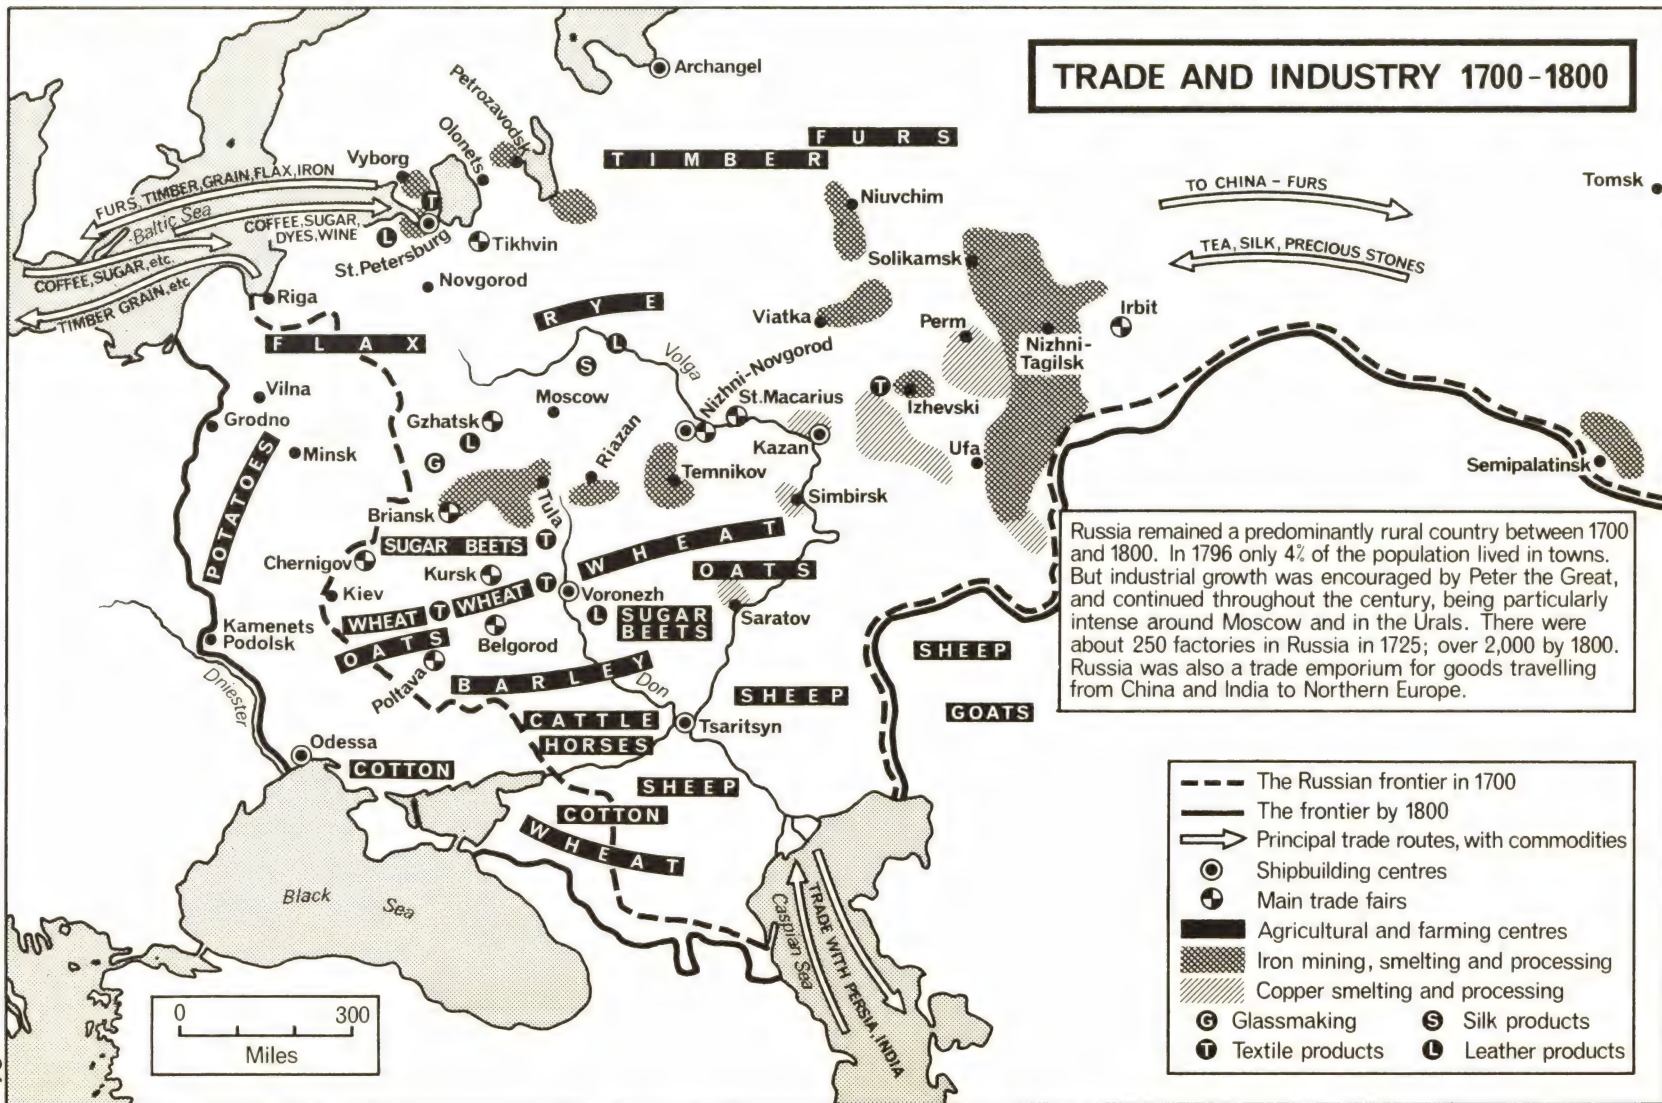 TRADE AND INDUSTRY 1700-1800
Archangel
Petrozavodsk
Olonets
Vyborg
FURS
TIMBER
FURS, TIMBER, GRAIN, FLAX, IRON
Baltic Sea
COFFEE, SUGAR,
DYES, WINE
COFFEE, SUGAR, etc.
TIMBER GRAIN, etc
T
L
St. Petersburg
Tikhvin
Novgorod
Niuvchim
Solikamsk
TO CHINA - FURS
TEA, SILK, PRECIOUS STONES
Tomsk
Riga
FLAX
RYE
Volga
L
S
Viatka
Perm
Nizhni-
Tagilsk
Irbit
Vilna
Grodno
Minsk
Moscow
Gzhatsk
L
G
Nizhni-Novgorod
St. Macarius
Kazan
T
Izhevski
Ufa
Semipalatinsk
Riazan
Temnikov
Simbirsk
POTATOES
Briansk
Tula
SUGAR BEETS
T
WHEAT
OATS
Chernigov
Kursk
Kiev
WHEAT
T
WHEAT
T
Voronezh
L
SUGAR
BEETS
Saratov
Kamenets
Podolsk
OATS
Belgorod
Poltava
BARLEY
Don
SHEEP
SHEEP
GOATS
Dniester
CATTLE
HORSES
Tsaritsyn
Odessa
COTTON
SHEEP
COTTON
WHEAT
Black Sea
Caspian Sea
TRADE WITH PERSIA, INDIA
0 300
Miles
Russia remained a predominantly rural country between 1700
and 1800. In 1796 only 4% of the population lived in towns.
But industrial growth was encouraged by Peter the Great,
and continued throughout the century, being particularly
intense around Moscow and in the Urals. There were
about 250 factories in Russia in 1725; over 2,000 by 1800.
Russia was also a trade emporium for goods travelling
from China and India to Northern Europe.
The Russian frontier in 1700
The frontier by 1800
Principal trade routes, with commodities
Shipbuilding centres
Main trade fairs
Agricultural and farming centres
Iron mining, smelting and processing
Copper smelting and processing
G Glassmaking
S Silk products
T Textile products
L Leather products